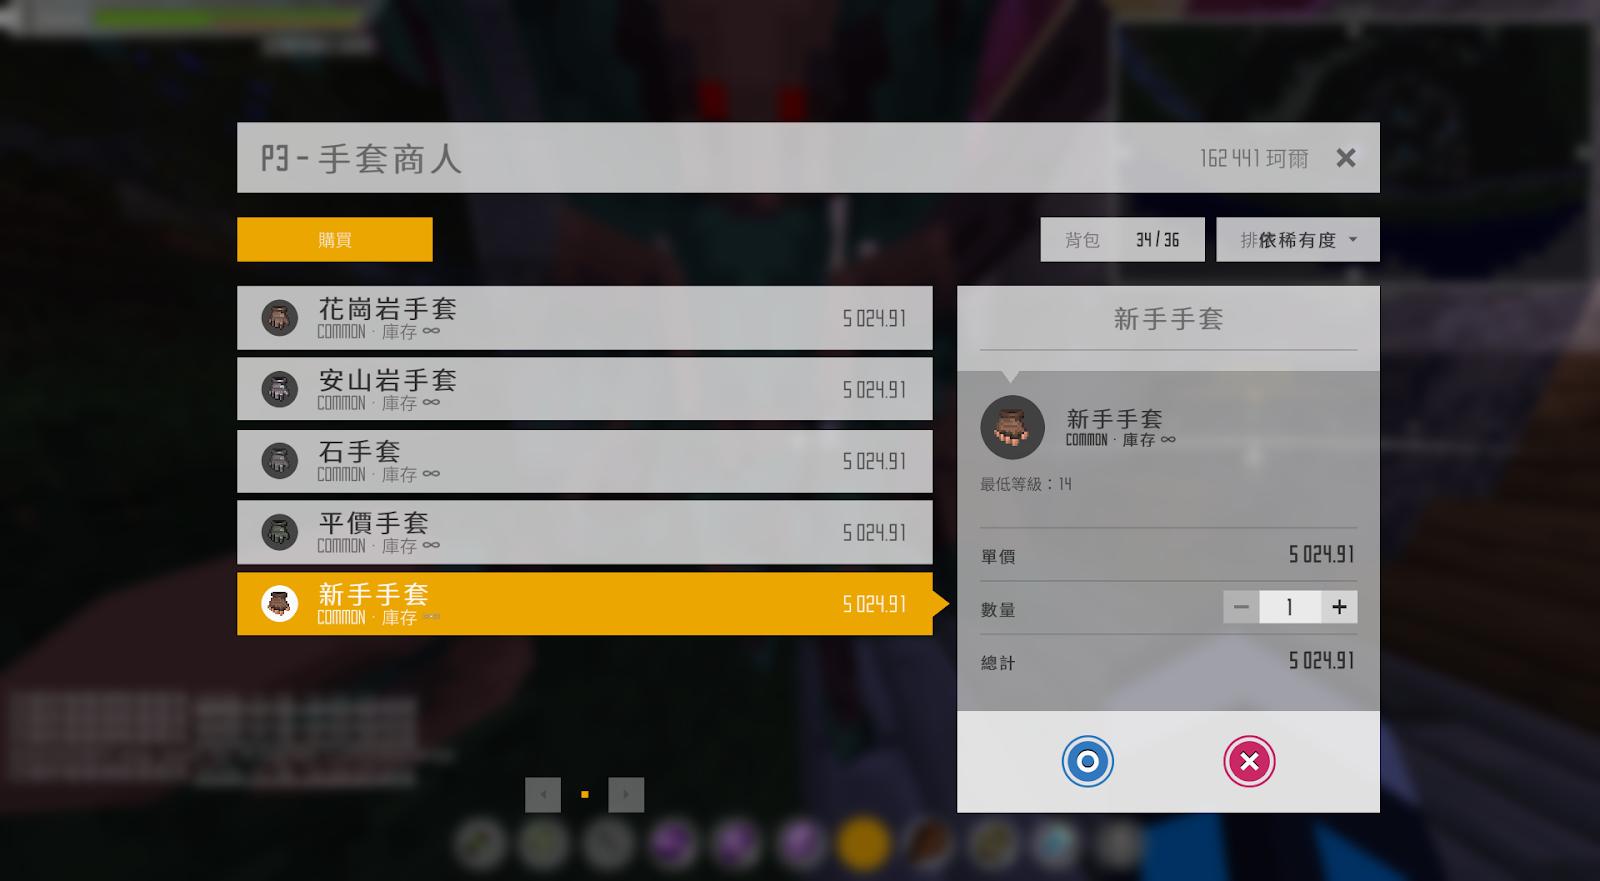 P3 - 手套商人
162 441 珂爾
購買
背包 34 / 36
依稀有度
花崗岩手套
COMMON · 庫存 ∞
5 024.91
安山岩手套
COMMON · 庫存 ∞
5 024.91
石手套
COMMON · 庫存 ∞
5 024.91
平價手套
COMMON · 庫存 ∞
5 024.91
新手手套
COMMON · 庫存 ∞
5 024.91
新手手套
新手手套
COMMON · 庫存 ∞
最低等級：14
單價 5 024.91
數量 1
總計 5 024.91